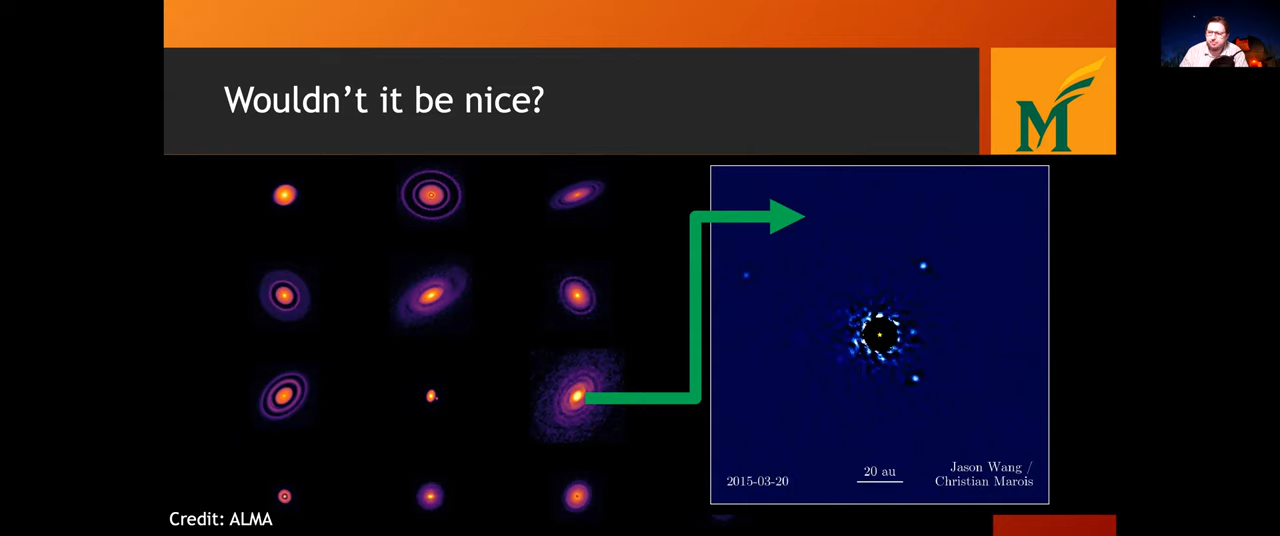 Wouldn't it be nice?
M
2015-03-20
20 au
Jason Wang /
Christian Marois
Credit: ALMA